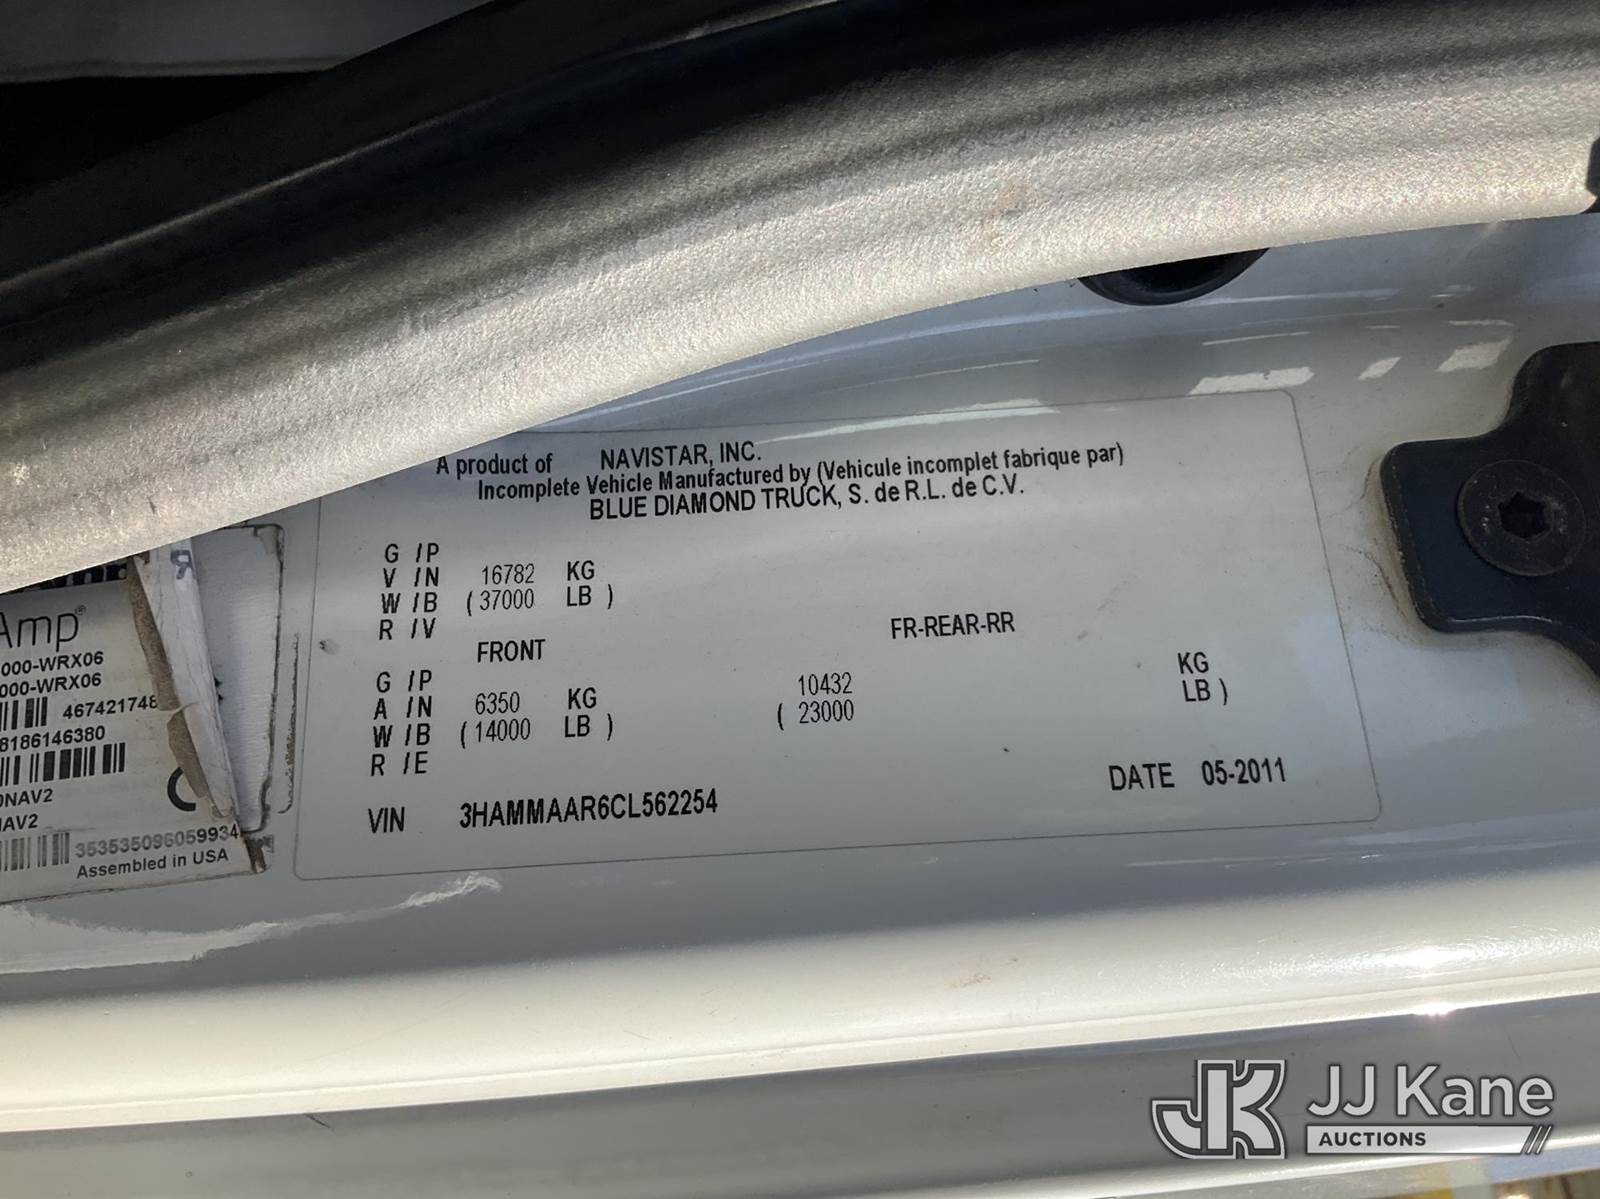 A product of NAVISTAR, INC.
Incomplete Vehicle Manufactured by (Vehicule incomplet fabrique par)
BLUE DIAMOND TRUCK, S. de R.L. de C.V.
G /P
V /N 16782 KG
W /B ( 37000 LB )
R /V
FRONT FR-REAR-RR
G /P
A /N 6350 KG 10432 KG
W /B ( 14000 LB ) ( 23000 LB )
R /E
VIN 3HAMMAAR6CL562254 DATE 05-2011
Amp®
000-WRX06
000-WRX06
467421748
8186146380
0NAV2
NAV2
353535096059934
Assembled in USA
JJ Kane
AUCTIONS